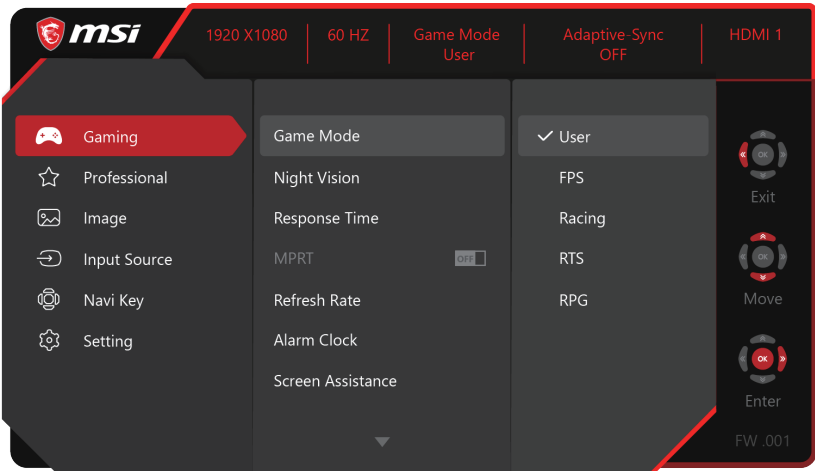 msi
1920 X1080
60 HZ
Game Mode
User
Adaptive-Sync
OFF
HDMI 1
Gaming
Professional
Image
Input Source
Navi Key
Setting
Game Mode
Night Vision
Response Time
MPRT
OFF
Refresh Rate
Alarm Clock
Screen Assistance
User
FPS
Racing
RTS
RPG
OK
Exit
OK
Move
OK
Enter
FW .001